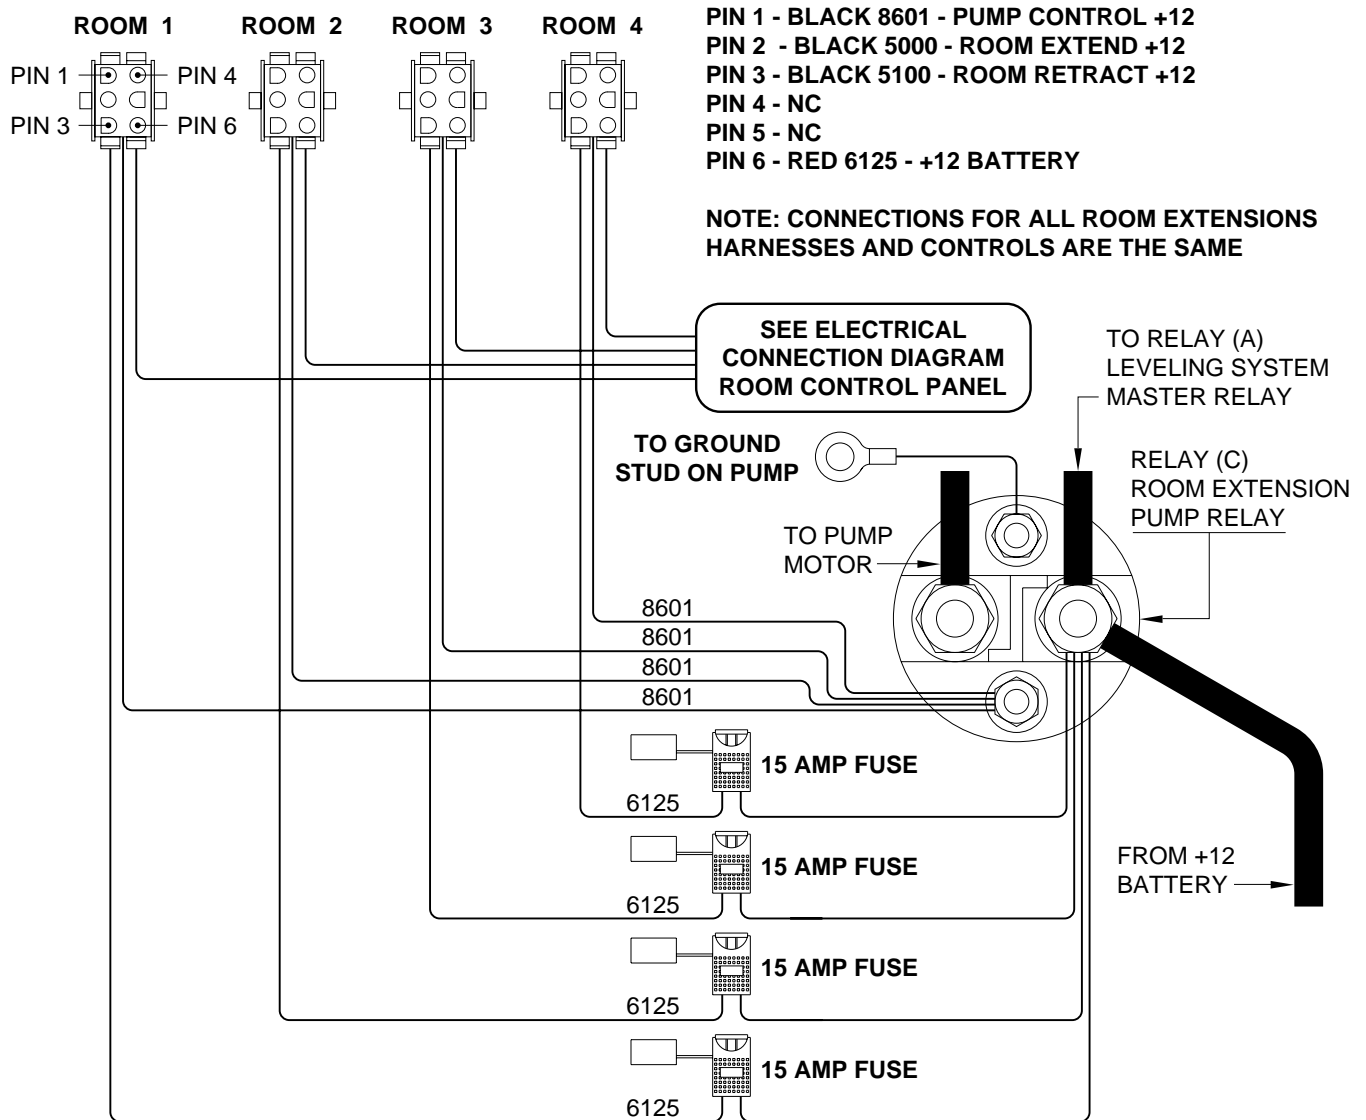 ROOM 1
ROOM 2
ROOM 3
ROOM 4
PIN 1
PIN 4
PIN 3
PIN 6
PIN 1 - BLACK 8601 - PUMP CONTROL +12
PIN 2 - BLACK 5000 - ROOM EXTEND +12
PIN 3 - BLACK 5100 - ROOM RETRACT +12
PIN 4 - NC
PIN 5 - NC
PIN 6 - RED 6125 - +12 BATTERY
NOTE: CONNECTIONS FOR ALL ROOM EXTENSIONS
HARNESSES AND CONTROLS ARE THE SAME
SEE ELECTRICAL
CONNECTION DIAGRAM
ROOM CONTROL PANEL
TO RELAY (A)
LEVELING SYSTEM
MASTER RELAY
TO GROUND
STUD ON PUMP
RELAY (C)
ROOM EXTENSION
PUMP RELAY
TO PUMP
MOTOR
8601
8601
8601
8601
15 AMP FUSE
6125
15 AMP FUSE
6125
FROM +12
BATTERY
15 AMP FUSE
6125
15 AMP FUSE
6125